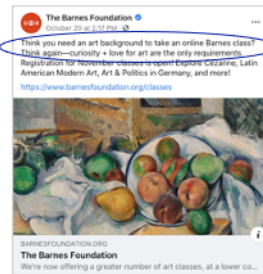 The Barnes Foundation
October 20 at 2:17 PM ·
Think you need an art background to take an online Barnes class?
Think again—curiosity + love for art are the only requirements.
Registration for November classes is open! Explore Cézanne, Latin
American Modern Art, Art & Politics in Germany, and more!
https://www.barnesfoundation.org/classes
BARNESFOUNDATION.ORG
The Barnes Foundation
We're now offering a greater number of art classes, at a lower co...